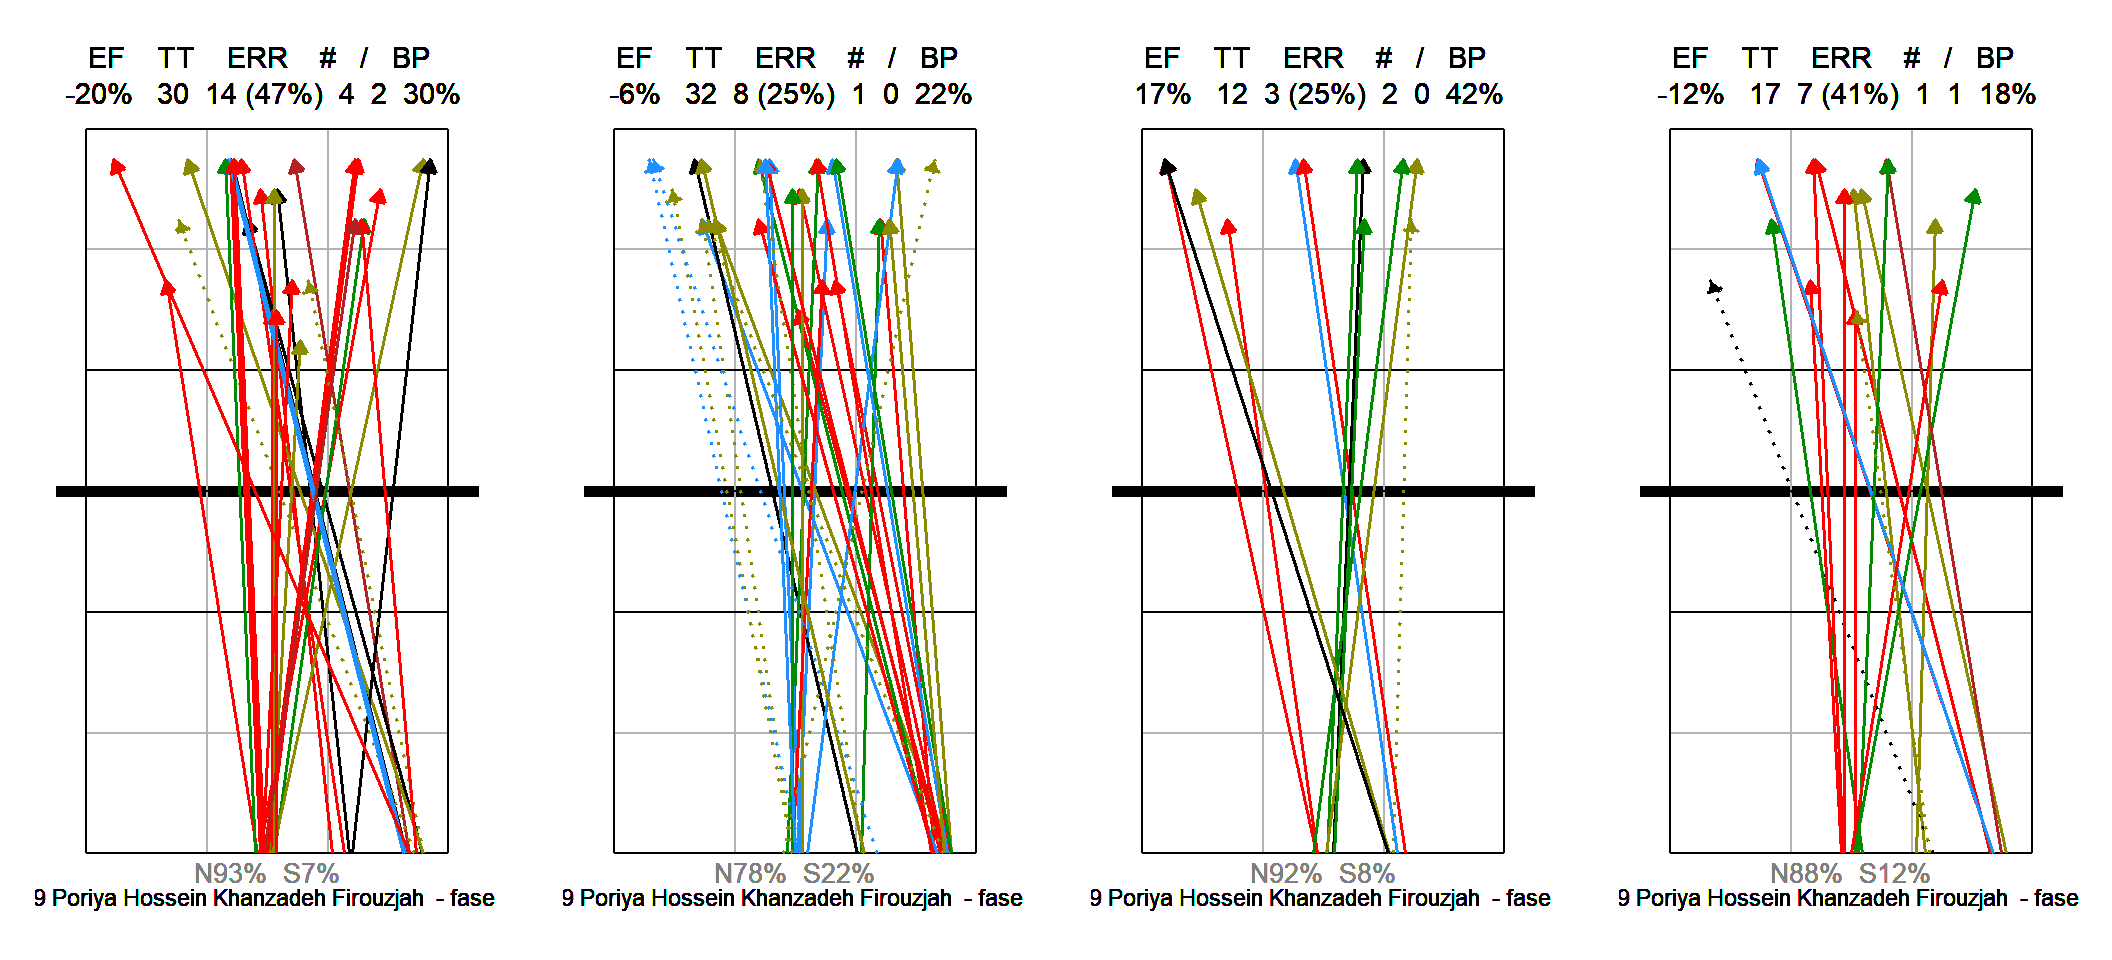 EF TT ERR # / BP
-20% 30 14 (47%) 4 2 30%
N93% S7%
9 Poriya Hossein Khanzadeh Firouzjah - fase
EF TT ERR # / BP
-6% 32 8 (25%) 1 0 22%
N78% S22%
9 Poriya Hossein Khanzadeh Firouzjah - fase
EF TT ERR # / BP
17% 12 3 (25%) 2 0 42%
N92% S8%
9 Poriya Hossein Khanzadeh Firouzjah - fase
EF TT ERR # / BP
-12% 17 7 (41%) 1 1 18%
N88% S12%
9 Poriya Hossein Khanzadeh Firouzjah - fase